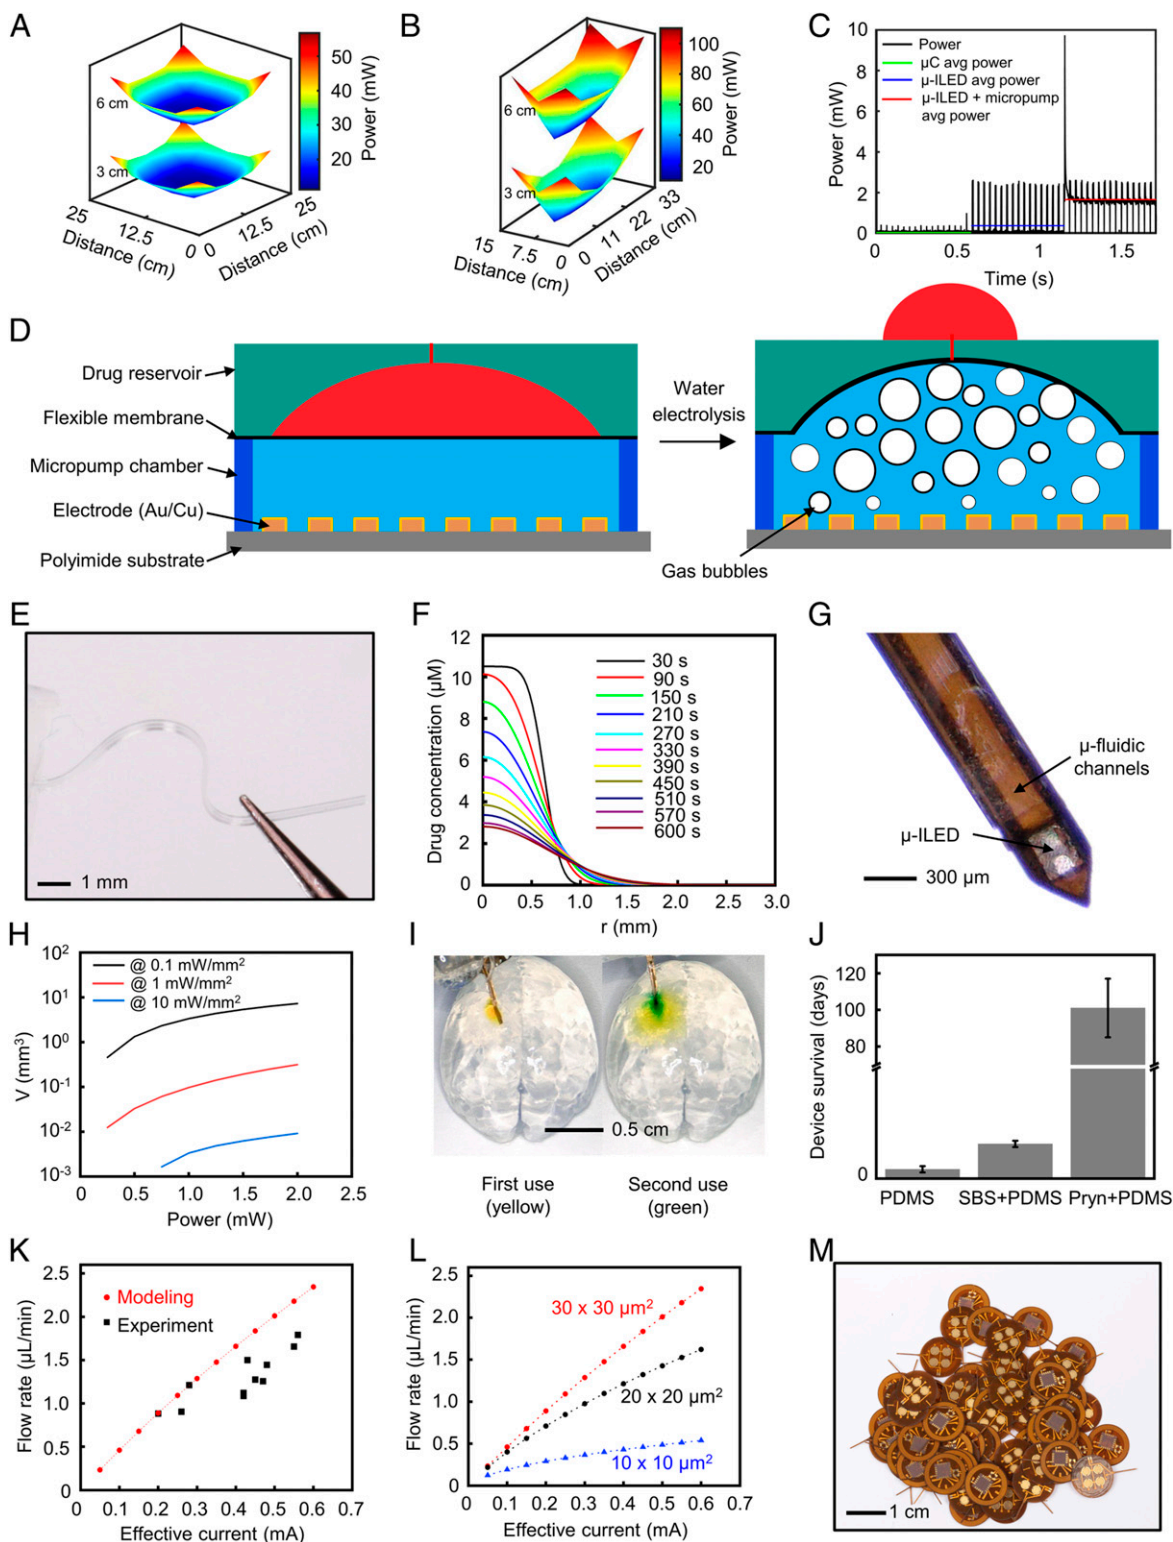 A
6 cm
3 cm
25
12.5
0
Distance (cm)
0
12.5
25
Distance (cm)
50
40
30
20
Power (mW)
B
6 cm
3 cm
15
7.5
0
Distance (cm)
0
11
22
33
Distance (cm)
100
80
60
40
20
Power (mW)
C
Power
µC avg power
µ-ILED avg power
µ-ILED + micropump
avg power
10
8
6
4
2
0
Power (mW)
0
0.5
1
1.5
Time (s)
D
Drug reservoir
Flexible membrane
Micropump chamber
Electrode (Au/Cu)
Polyimide substrate
Water
electrolysis
Gas bubbles
E
1 mm
F
12
10
8
6
4
2
0
Drug concentration (µM)
30 s
90 s
150 s
210 s
270 s
330 s
390 s
450 s
510 s
570 s
600 s
0
0.5
1.0
1.5
2.0
2.5
3.0
r (mm)
G
µ-fluidic
channels
µ-ILED
300 µm
H
@ 0.1 mW/mm²
@ 1 mW/mm²
@ 10 mW/mm²
10²
10¹
10⁰
10⁻¹
10⁻²
10⁻³
V (mm³)
0
0.5
1.0
1.5
2.0
2.5
Power (mW)
I
0.5 cm
First use
(yellow)
Second use
(green)
J
120
100
80
0
Device survival (days)
PDMS
SBS+PDMS
Pryn+PDMS
K
Modeling
Experiment
2.5
2.0
1.5
1.0
0.5
0
Flow rate (µL/min)
0
0.1
0.2
0.3
0.4
0.5
0.6
0.7
Effective current (mA)
L
30 x 30 µm²
20 x 20 µm²
10 x 10 µm²
2.5
2.0
1.5
1.0
0.5
0
Flow rate (µL/min)
0
0.1
0.2
0.3
0.4
0.5
0.6
0.7
Effective current (mA)
M
1 cm